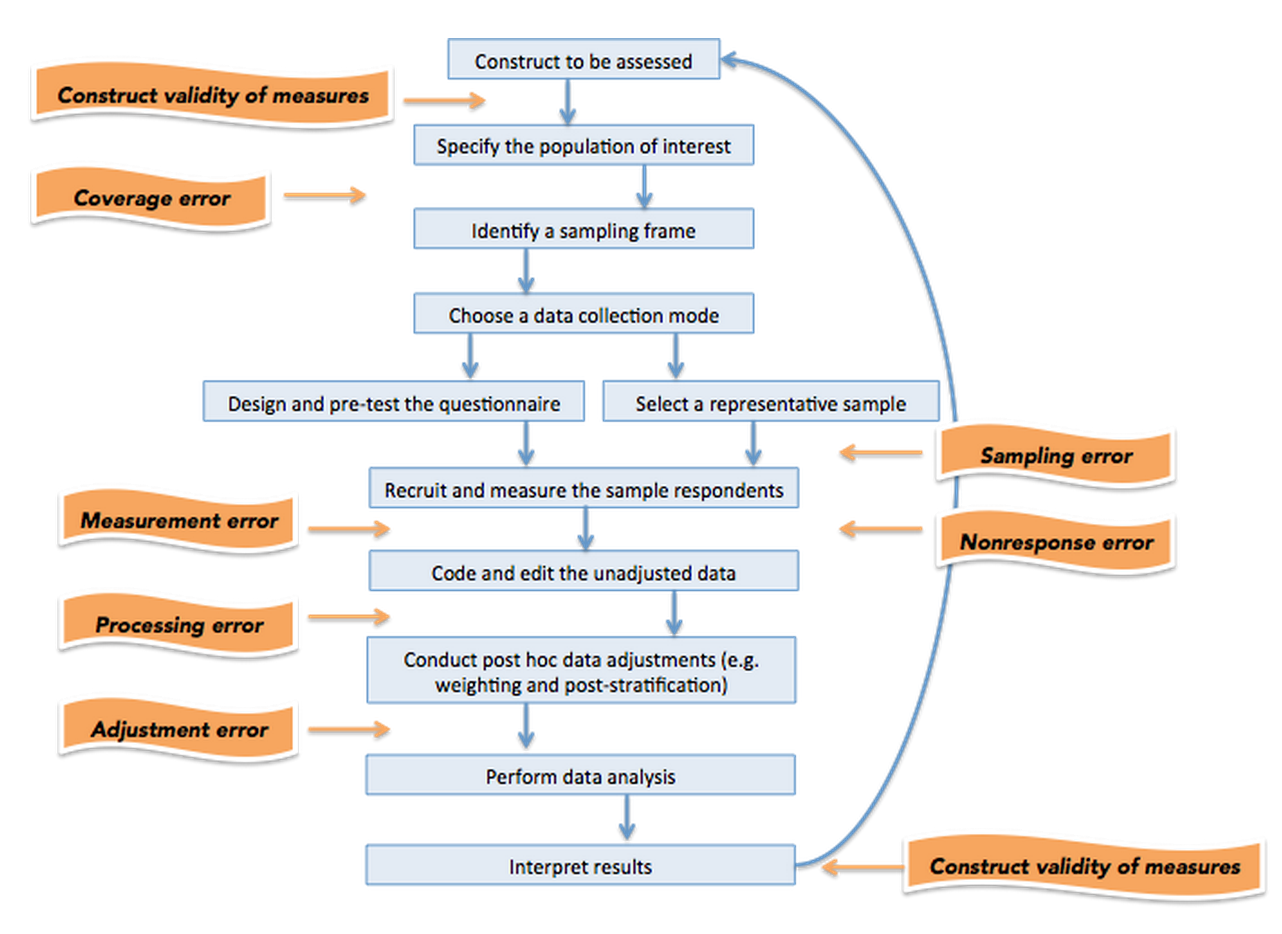 Construct to be assessed
Construct validity of measures
Specify the population of interest
Coverage error
Identify a sampling frame
Choose a data collection mode
Design and pre-test the questionnaire
Select a representative sample
Sampling error
Recruit and measure the sample respondents
Measurement error
Nonresponse error
Code and edit the unadjusted data
Processing error
Conduct post hoc data adjustments (e.g.
weighting and post-stratification)
Adjustment error
Perform data analysis
Interpret results
Construct validity of measures